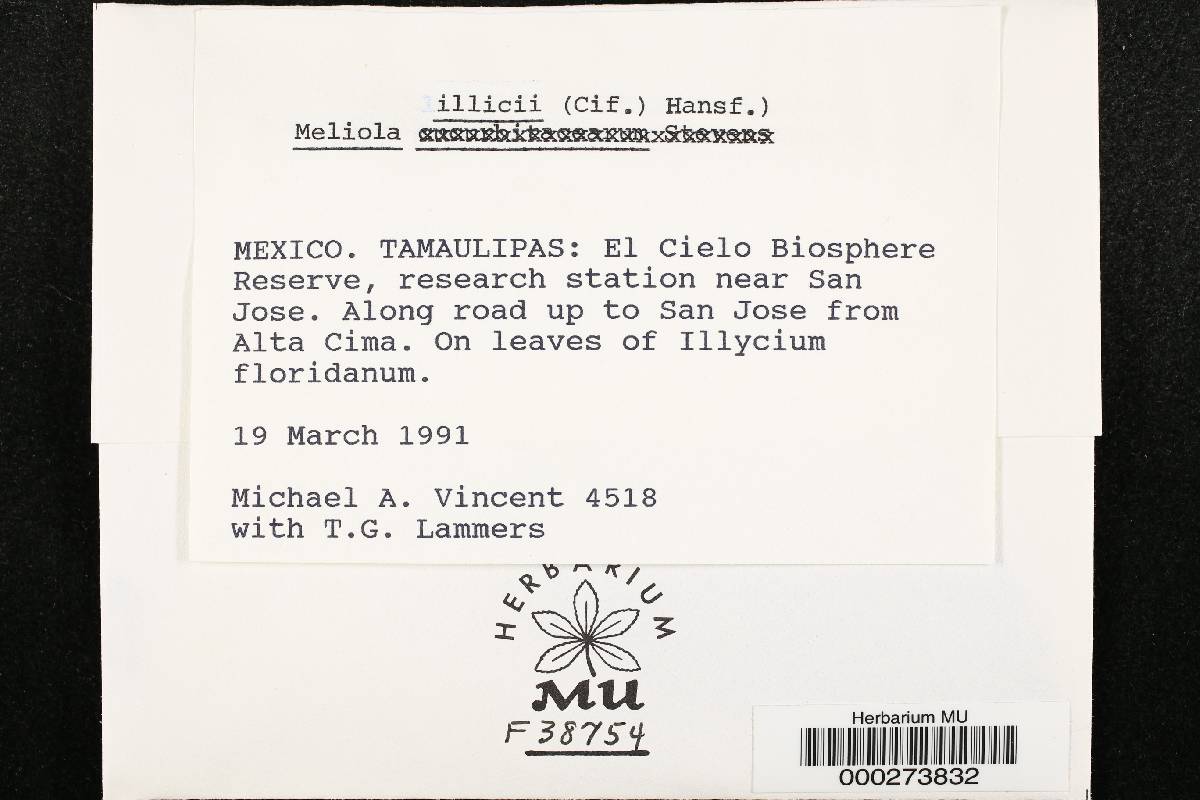 illicii (Cif.) Hansf.)
Meliola cucurbitacearum Stevens
MEXICO. TAMAULIPAS: El Cielo Biosphere
Reserve, research station near San
Jose. Along road up to San Jose from
Alta Cima. On leaves of Illycium
floridanum.
19 March 1991
Michael A. Vincent 4518
with T.G. Lammers
HERBARIUM
MU
F38754
Herbarium MU
000273832